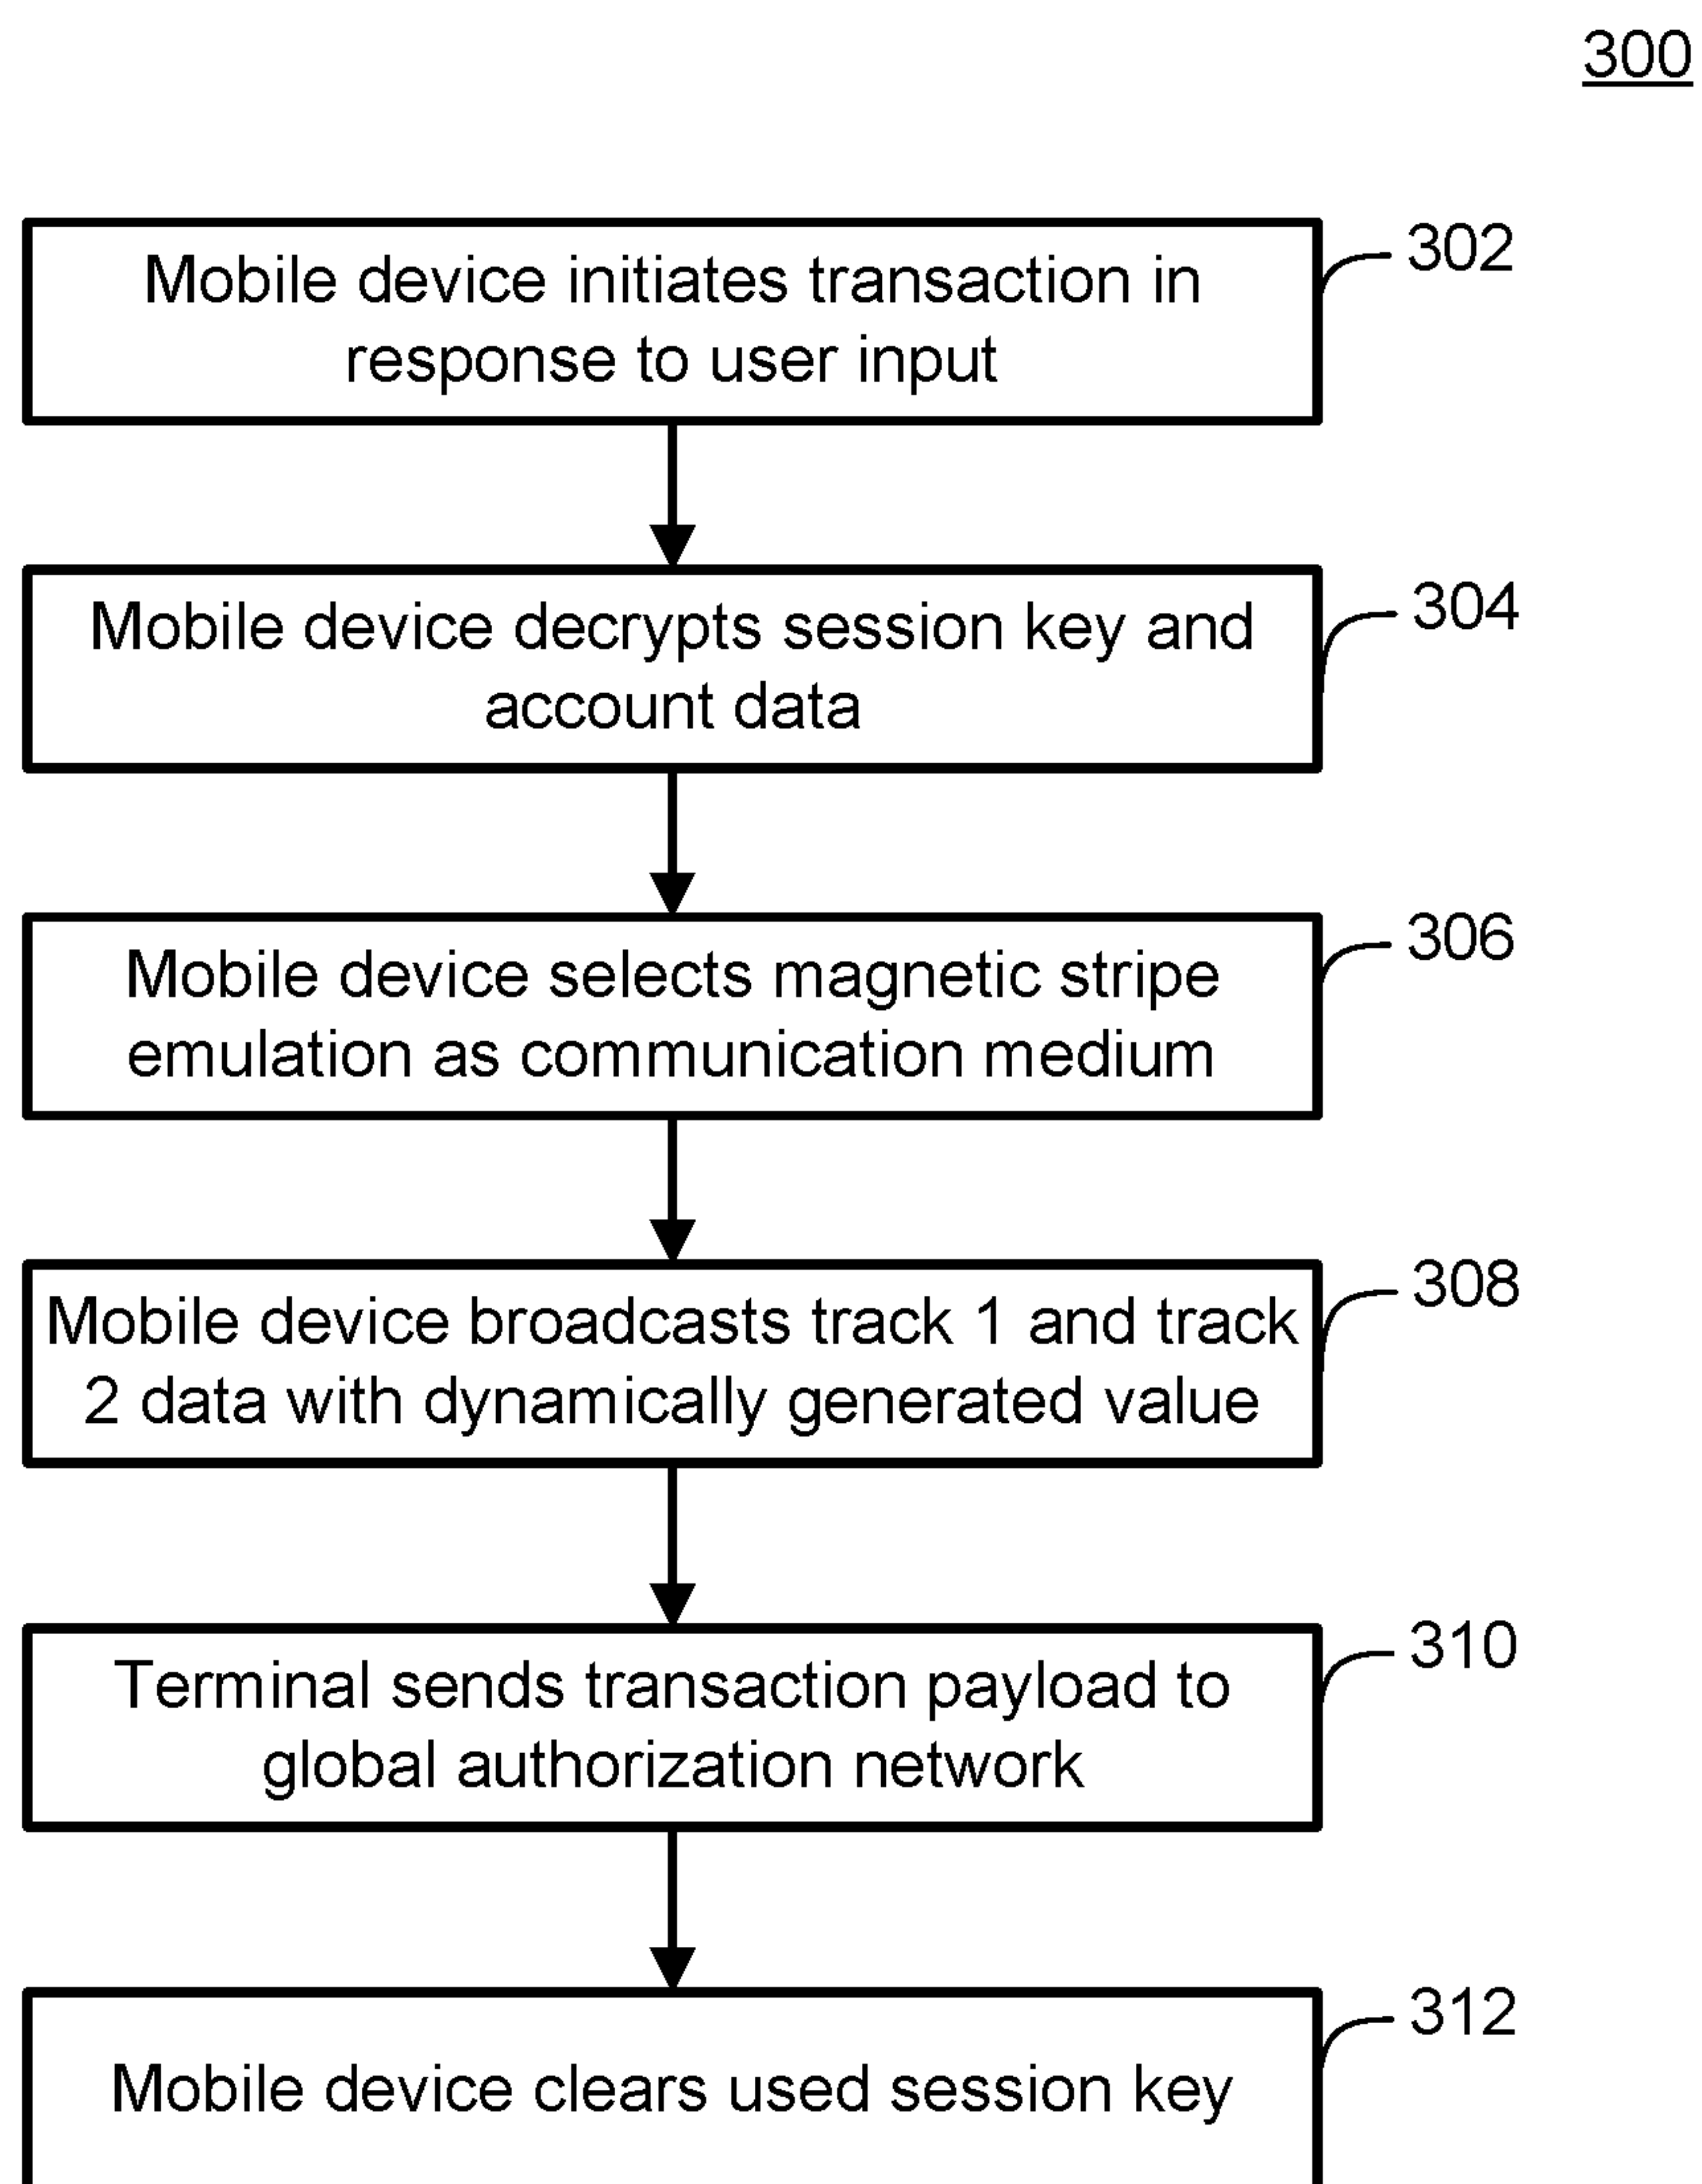 300
Mobile device initiates transaction in
response to user input
302
Mobile device decrypts session key and
account data
304
Mobile device selects magnetic stripe
emulation as communication medium
306
Mobile device broadcasts track 1 and track
2 data with dynamically generated value
308
Terminal sends transaction payload to
global authorization network
310
Mobile device clears used session key
312